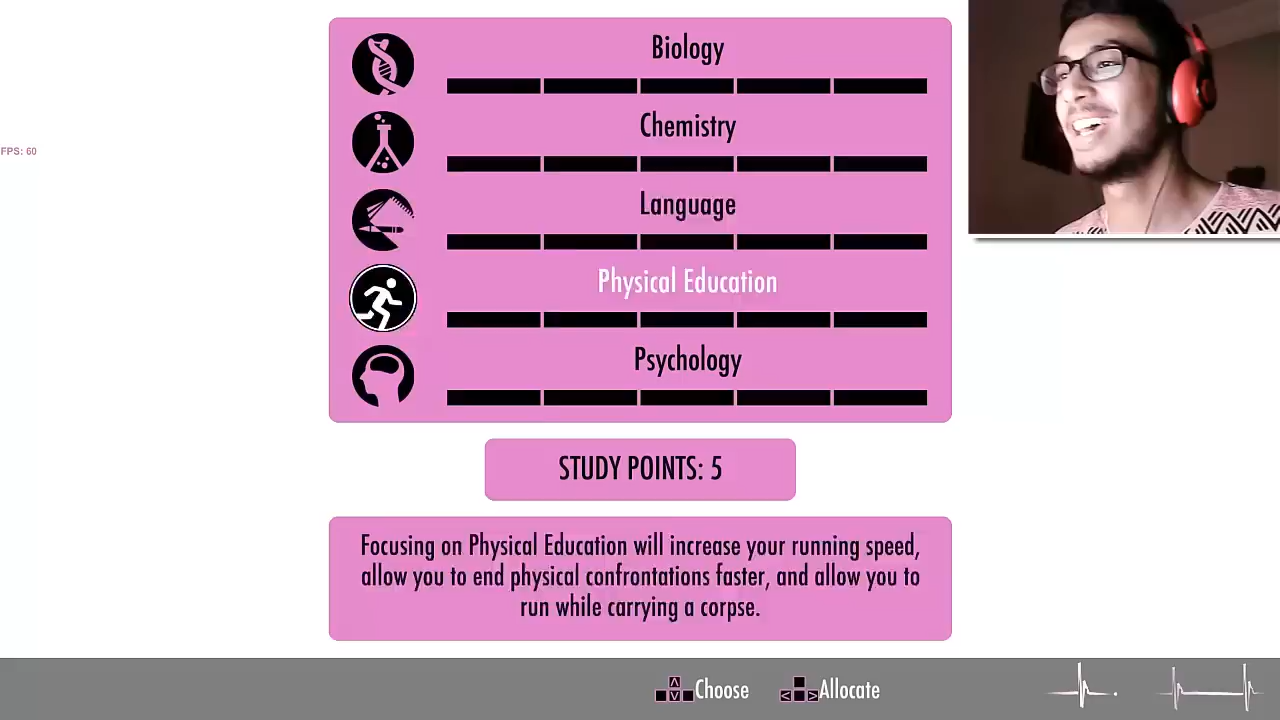 Biology
Chemistry
FPS: 60
Language
Physical Education
Psychology
STUDY POINTS: 5
Focusing on Physical Education will increase your running speed,
allow you to end physical confrontations faster, and allow you to
run while carrying a corpse.
Choose
Allocate